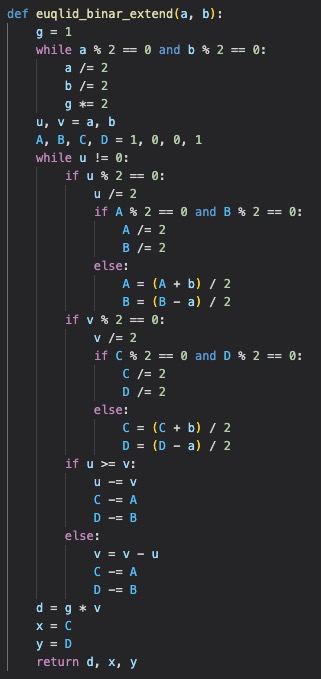 def euqlid_binar_extend(a, b):
    g = 1
    while a % 2 == 0 and b % 2 == 0:
        a /= 2
        b /= 2
        g *= 2
    u, v = a, b
    A, B, C, D = 1, 0, 0, 1
    while u != 0:
        if u % 2 == 0:
            u /= 2
            if A % 2 == 0 and B % 2 == 0:
                A /= 2
                B /= 2
            else:
                A = (A + b) / 2
                B = (B - a) / 2
        if v % 2 == 0:
            v /= 2
            if C % 2 == 0 and D % 2 == 0:
                C /= 2
                D /= 2
            else:
                C = (C + b) / 2
                D = (D - a) / 2
        if u >= v:
            u -= v
            C -= A
            D -= B
        else:
            v = v - u
            C -= A
            D -= B
    d = g * v
    x = C
    y = D
    return d, x, y